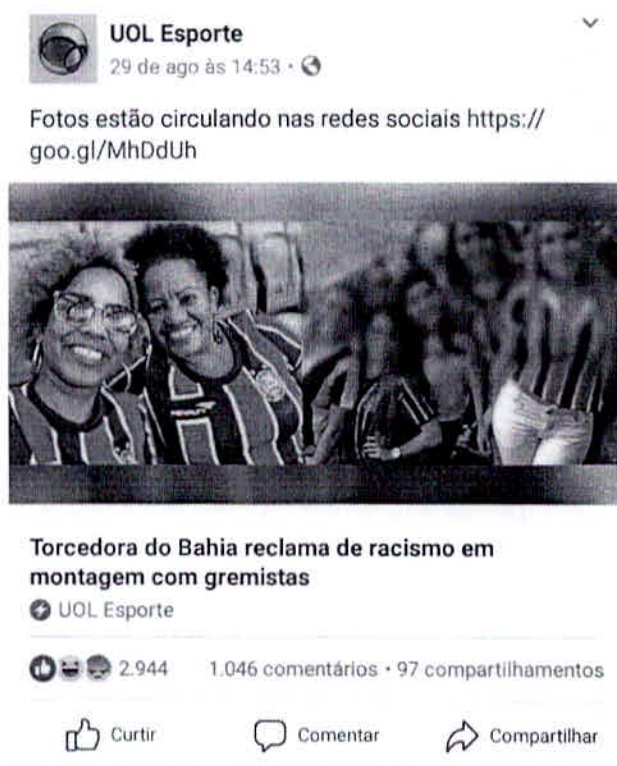 UOL Esporte
29 de ago às 14:53 ·
Fotos estão circulando nas redes sociais https://
goo.gl/MhDdUh
Torcedora do Bahia reclama de racismo em
montagem com gremistas
UOL Esporte
2.944 1.046 comentários • 97 compartilhamentos
Curtir Comentar Compartilhar